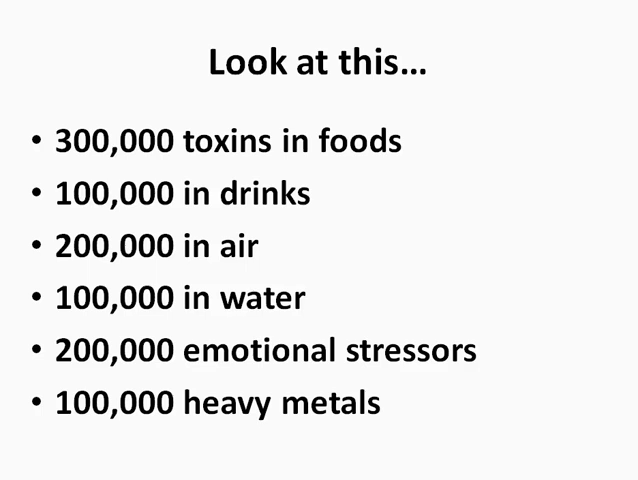 Look at this...
• 300,000 toxins in foods
• 100,000 in drinks
• 200,000 in air
• 100,000 in water
• 200,000 emotional stressors
• 100,000 heavy metals